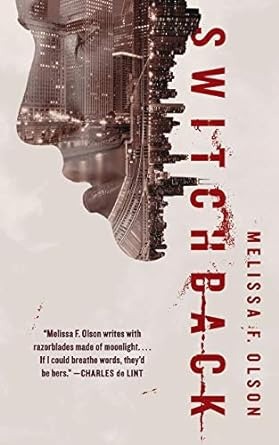 SWITCHBACK
MELISSA F. OLSON
“Melissa F. Olson writes with
razorblades made of moonlight. . . .
If I could breathe words, they’d
be hers.” —CHARLES de LINT